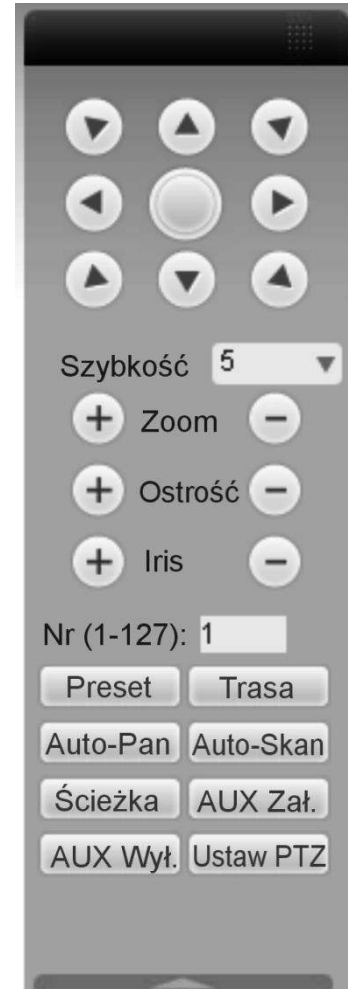 Szybkość 5
+ Zoom −
+ Ostrość −
+ Iris −
Nr (1-127): 1
Preset Trasa
Auto-Pan Auto-Skan
Ścieżka AUX Zał.
AUX Wył. Ustaw PTZ